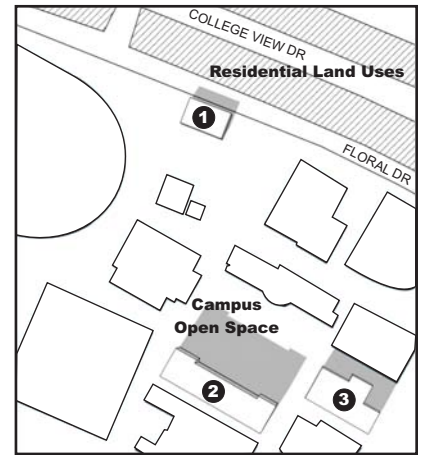 COLLEGE VIEW DR
Residential Land Uses
1
FLORAL DR
Campus
Open Space
2
3